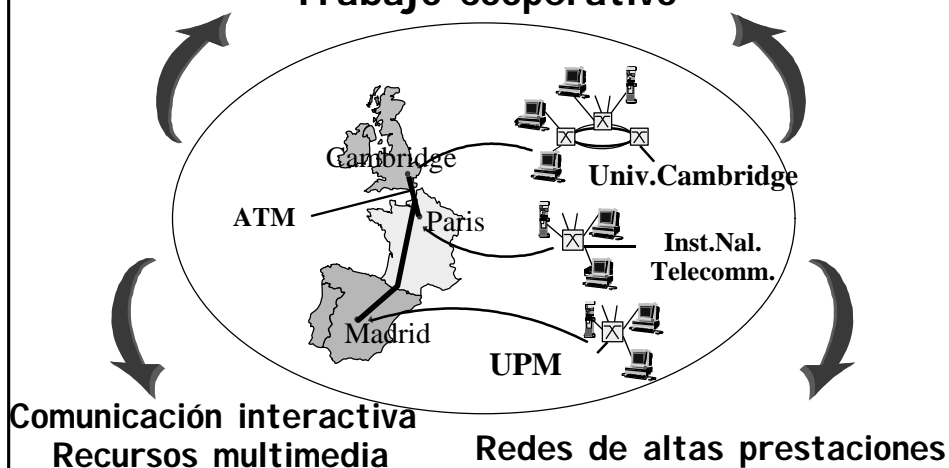 Trabajo cooperativo
Cambridge
Univ.Cambridge
ATM
Paris
Inst.Nal.
Telecomm.
Madrid
UPM
Comunicación interactiva
Recursos multimedia
Redes de altas prestaciones